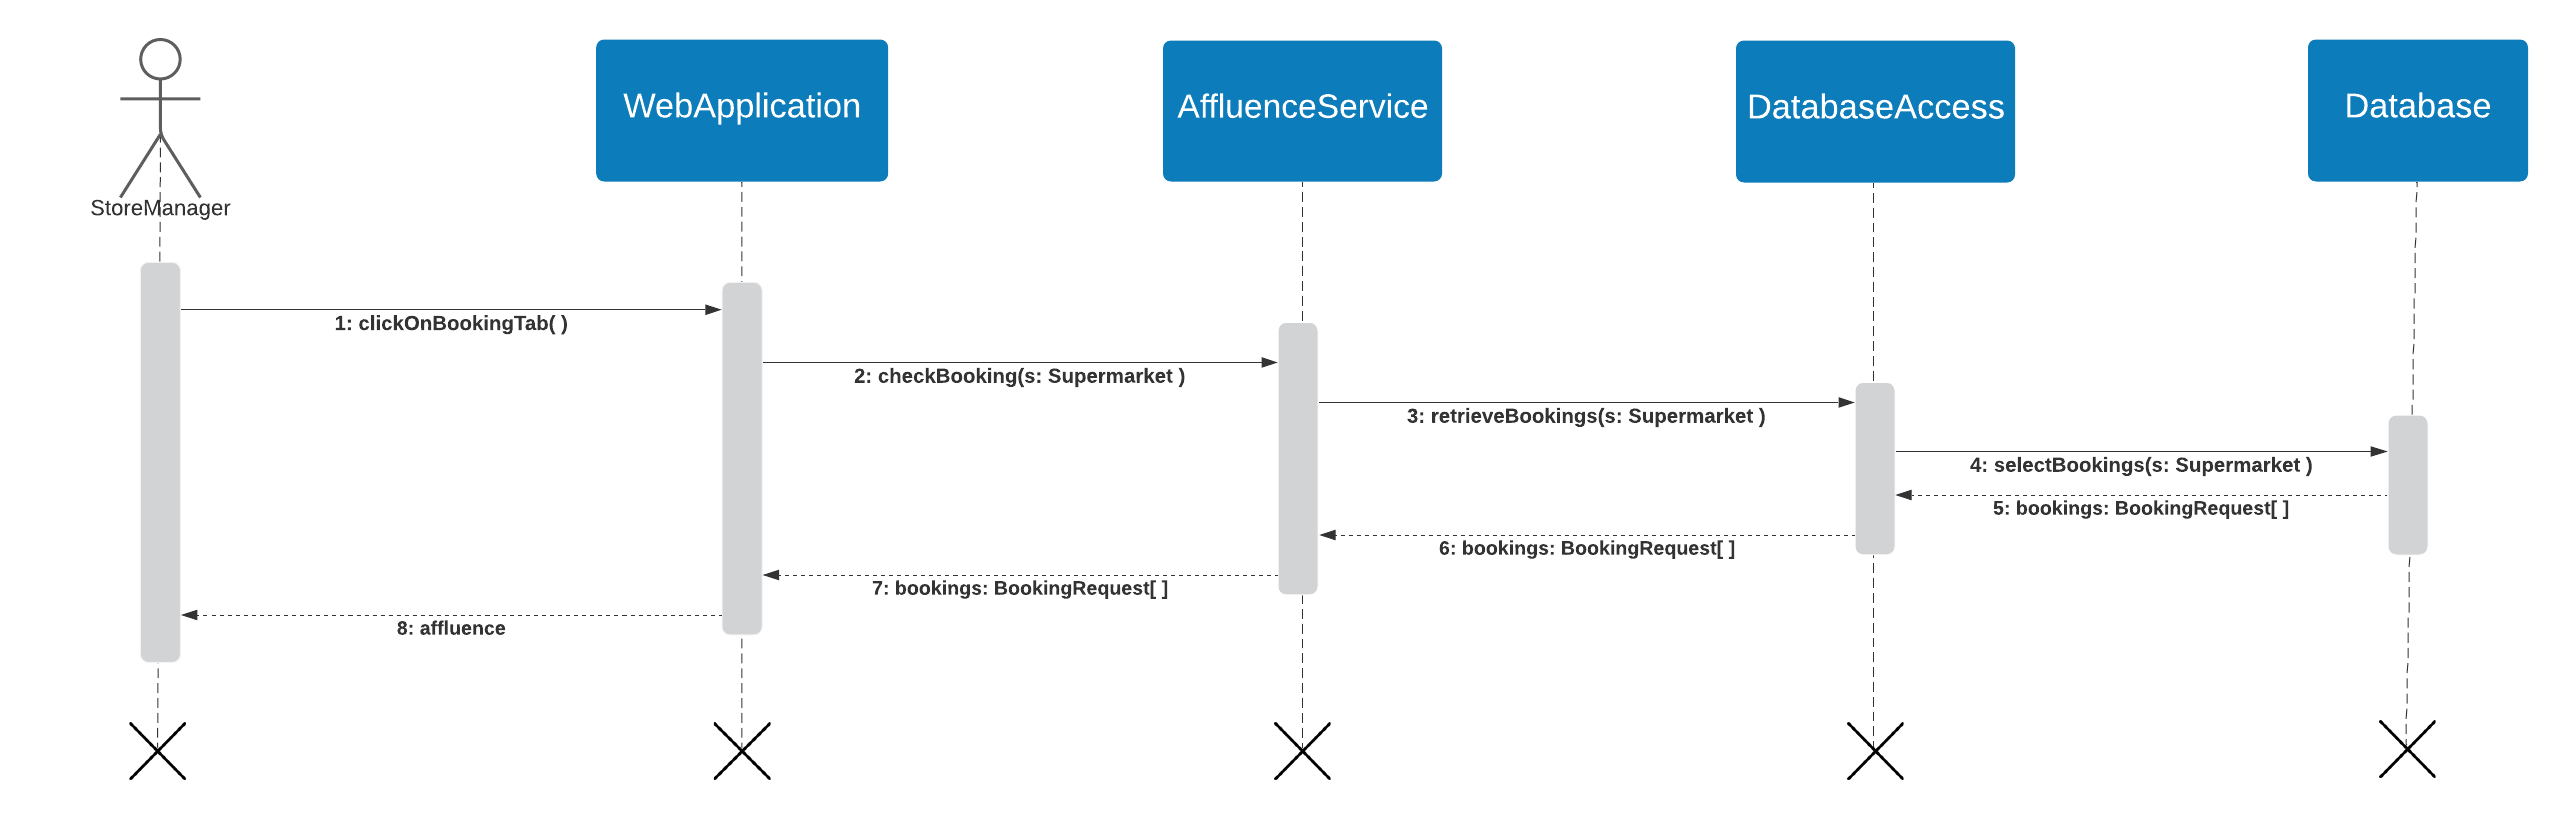 StoreManager
WebApplication
AffluenceService
DatabaseAccess
Database
1: clickOnBookingTab( )
2: checkBooking(s: Supermarket )
3: retrieveBookings(s: Supermarket )
4: selectBookings(s: Supermarket )
5: bookings: BookingRequest[ ]
6: bookings: BookingRequest[ ]
7: bookings: BookingRequest[ ]
8: affluence